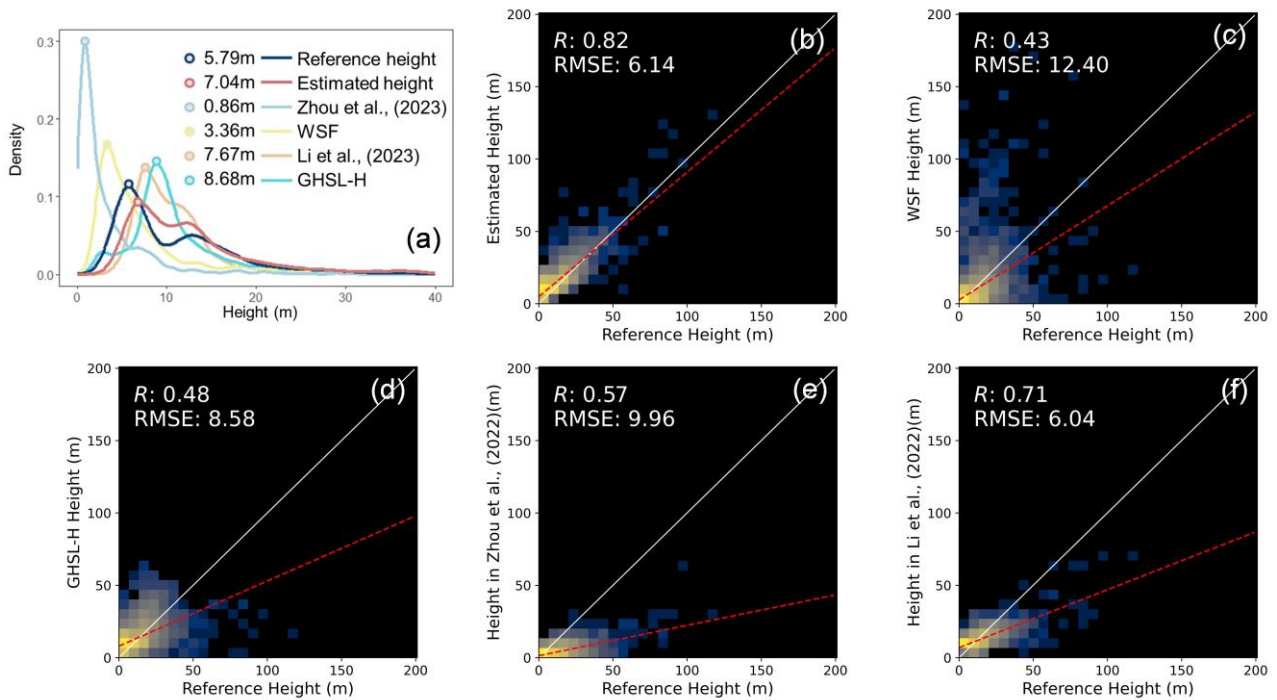 (a)
Density
0.3
0.2
0.1
0.0
5.79m Reference height
7.04m Estimated height
0.86m Zhou et al., (2023)
3.36m WSF
7.67m Li et al., (2023)
8.68m GHSL-H
0 10 20 30 40
Height (m)
(b)
R: 0.82
RMSE: 6.14
Estimated Height (m)
200
150
100
50
0
0 50 100 150 200
Reference Height (m)
(c)
R: 0.43
RMSE: 12.40
WSF Height (m)
200
150
100
50
0
0 50 100 150 200
Reference Height (m)
(d)
R: 0.48
RMSE: 8.58
GHSL-H Height (m)
200
150
100
50
0
0 50 100 150 200
Reference Height (m)
(e)
R: 0.57
RMSE: 9.96
Height in Zhou et al., (2022)(m)
200
150
100
50
0
0 50 100 150 200
Reference Height (m)
(f)
R: 0.71
RMSE: 6.04
Height in Li et al., (2022)(m)
200
150
100
50
0
0 50 100 150 200
Reference Height (m)